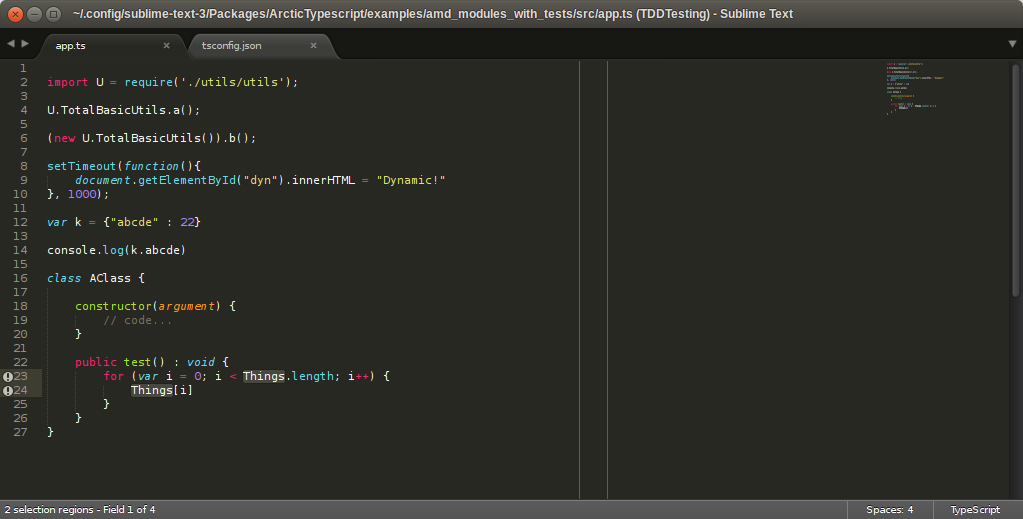 ~/.config/sublime-text-3/Packages/ArcticTypescript/examples/amd_modules_with_tests/src/app.ts (TDDTesting) - Sublime Text
app.ts × tsconfig.json ×
1
2 import U = require('./utils/utils');
3
4 U.TotalBasicUtils.a();
5
6 (new U.TotalBasicUtils()).b();
7
8 setTimeout(function(){
9     document.getElementById("dyn").innerHTML = "Dynamic!"
10 }, 1000);
11
12 var k = {"abcde" : 22}
13
14 console.log(k.abcde)
15
16 class AClass {
17
18     constructor(argument) {
19         // code...
20     }
21
22     public test() : void {
23         for (var i = 0; i < Things.length; i++) {
24             Things[i]
25         }
26     }
27 }
2 selection regions - Field 1 of 4 Spaces: 4 TypeScript